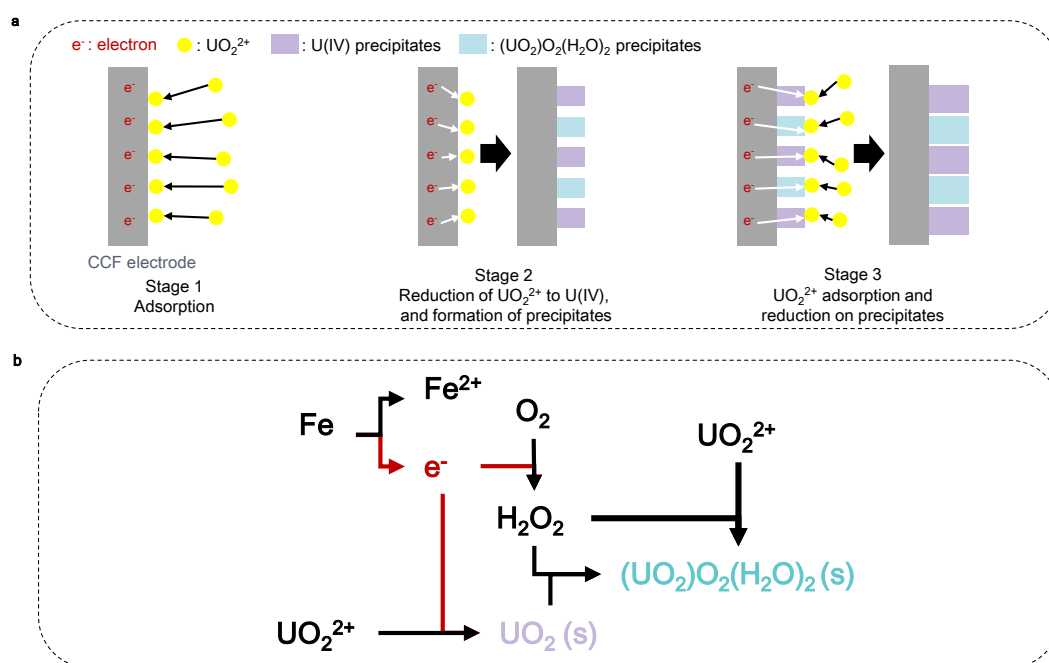 a
e⁻: electron : UO₂²⁺ : U(IV) precipitates : (UO₂)O₂(H₂O)₂ precipitates
e⁻ e⁻ e⁻
e⁻ e⁻ e⁻
e⁻ e⁻ e⁻
e⁻ e⁻ e⁻
e⁻ e⁻ e⁻
CCF electrode
Stage 1
Adsorption
Stage 2
Reduction of UO₂²⁺ to U(IV),
and formation of precipitates
Stage 3
UO₂²⁺ adsorption and
reduction on precipitates
b
Fe²⁺
Fe
O₂
UO₂²⁺
e⁻
H₂O₂
(UO₂)O₂(H₂O)₂ (s)
UO₂²⁺
UO₂ (s)